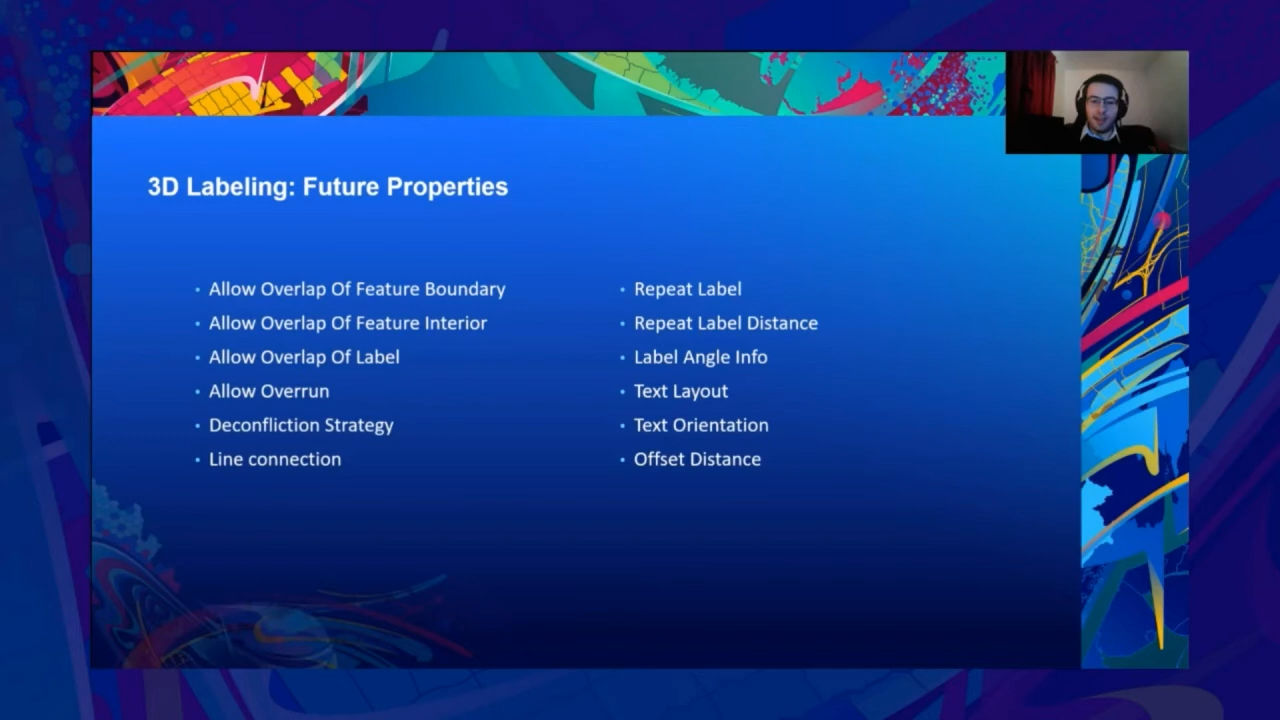 3D Labeling: Future Properties
Allow Overlap Of Feature Boundary
Allow Overlap Of Feature Interior
Allow Overlap Of Label
Allow Overrun
Deconfliction Strategy
Line connection
Repeat Label
Repeat Label Distance
Label Angle Info
Text Layout
Text Orientation
Offset Distance